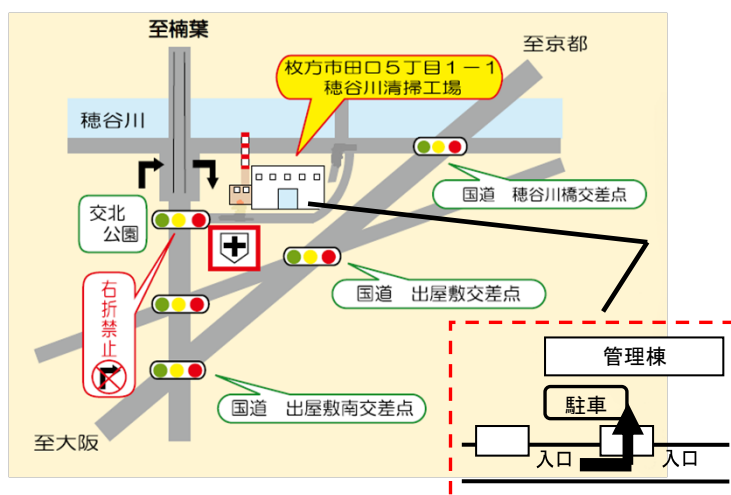 至楠葉
至京都
枚方市田口５丁目１－１
穂谷川清掃工場
穂谷川
国道　穂谷川橋交差点
交北
公園
国道　出屋敷交差点
右折禁止
国道　出屋敷南交差点
至大阪
管理棟
駐車
入口
入口